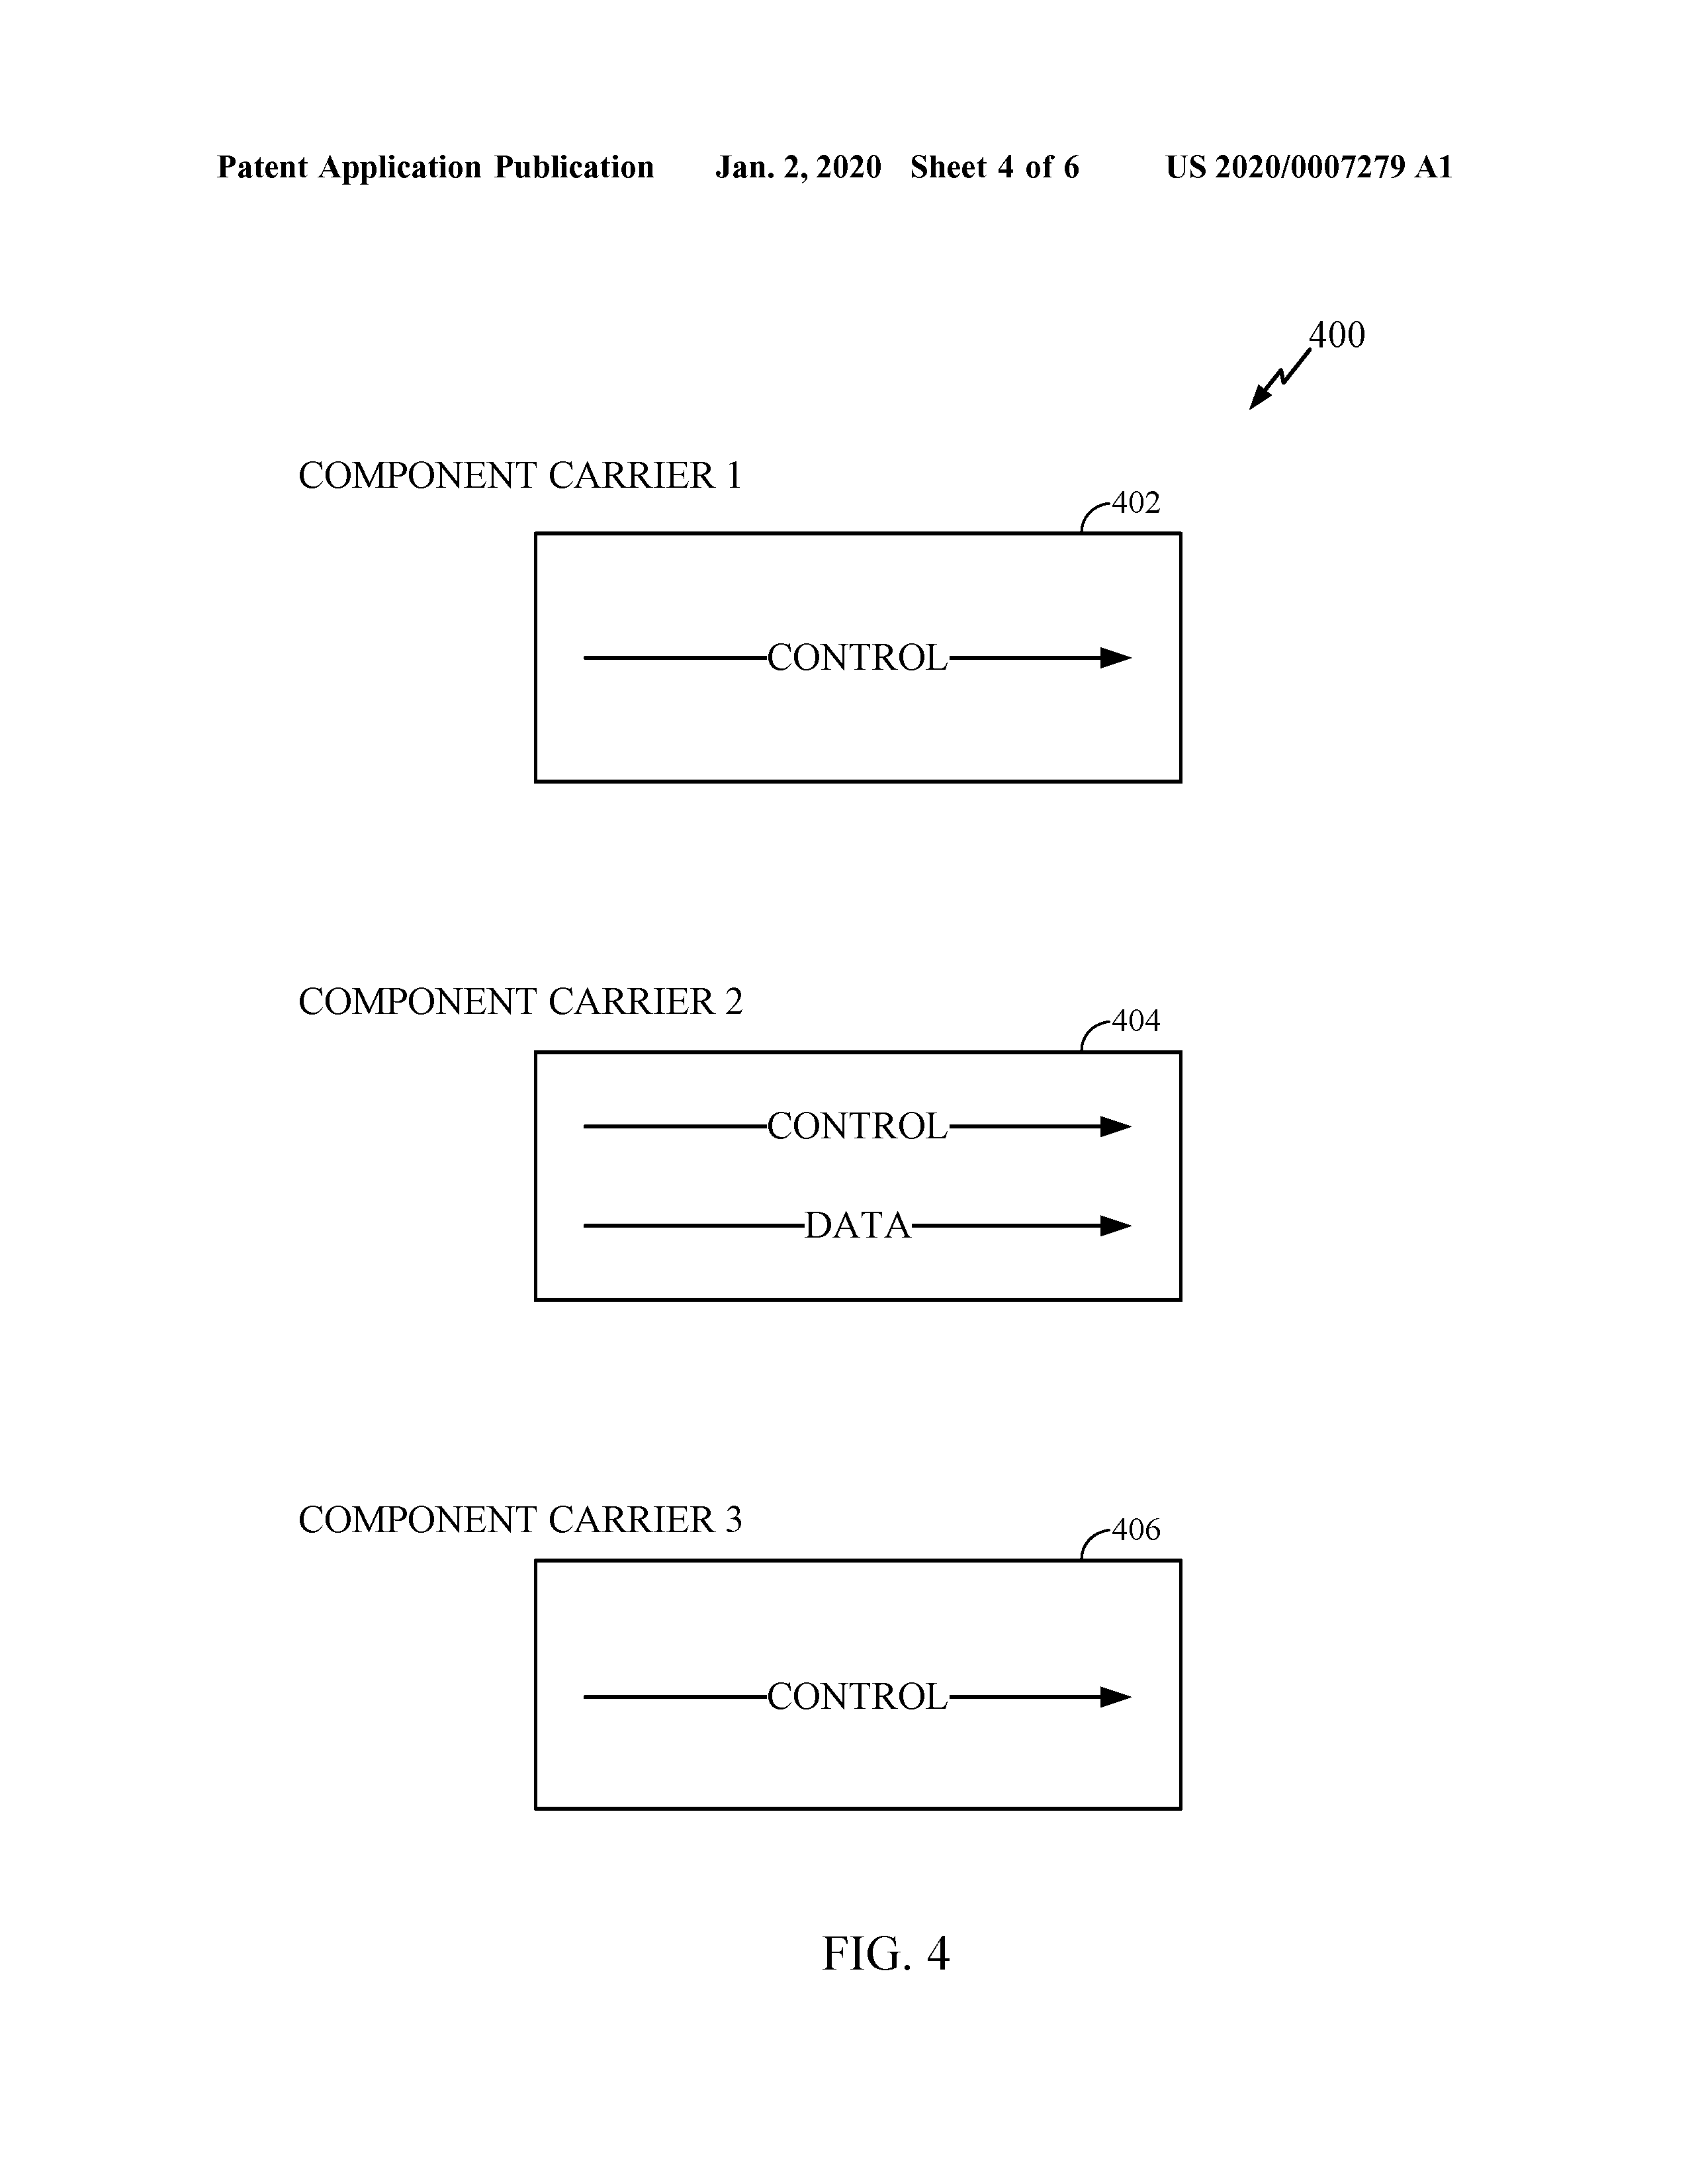 Patent Application Publication Jan. 2, 2020 Sheet 4 of 6 US 2020/0007279 A1
400
COMPONENT CARRIER 1
402
CONTROL
COMPONENT CARRIER 2
404
CONTROL
DATA
COMPONENT CARRIER 3
406
CONTROL
FIG. 4